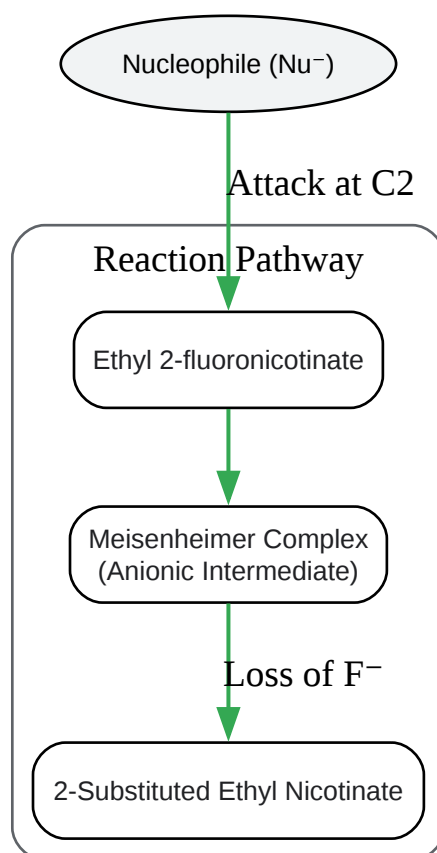 Nucleophile (Nu⁻)
Attack at C2
Reaction Pathway
Ethyl 2-fluoronicotinate
Meisenheimer Complex
(Anionic Intermediate)
Loss of F⁻
2-Substituted Ethyl Nicotinate